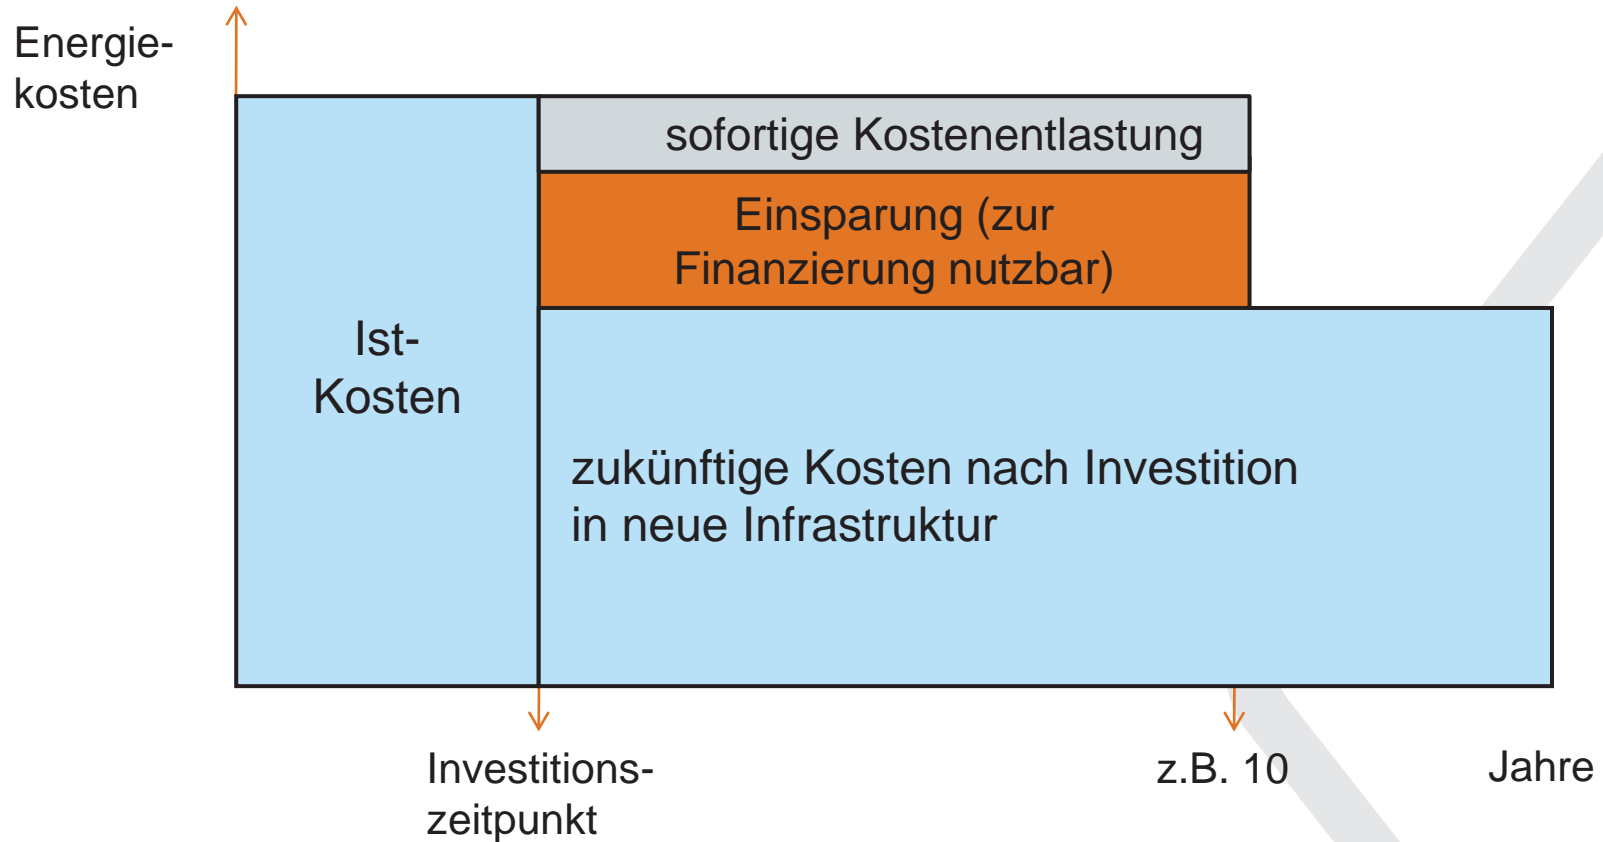 Energie-
kosten
sofortige Kostenentlastung
Einsparung (zur
Finanzierung nutzbar)
Ist-
Kosten
zukünftige Kosten nach Investition
in neue Infrastruktur
Investitions-
zeitpunkt
z.B. 10
Jahre